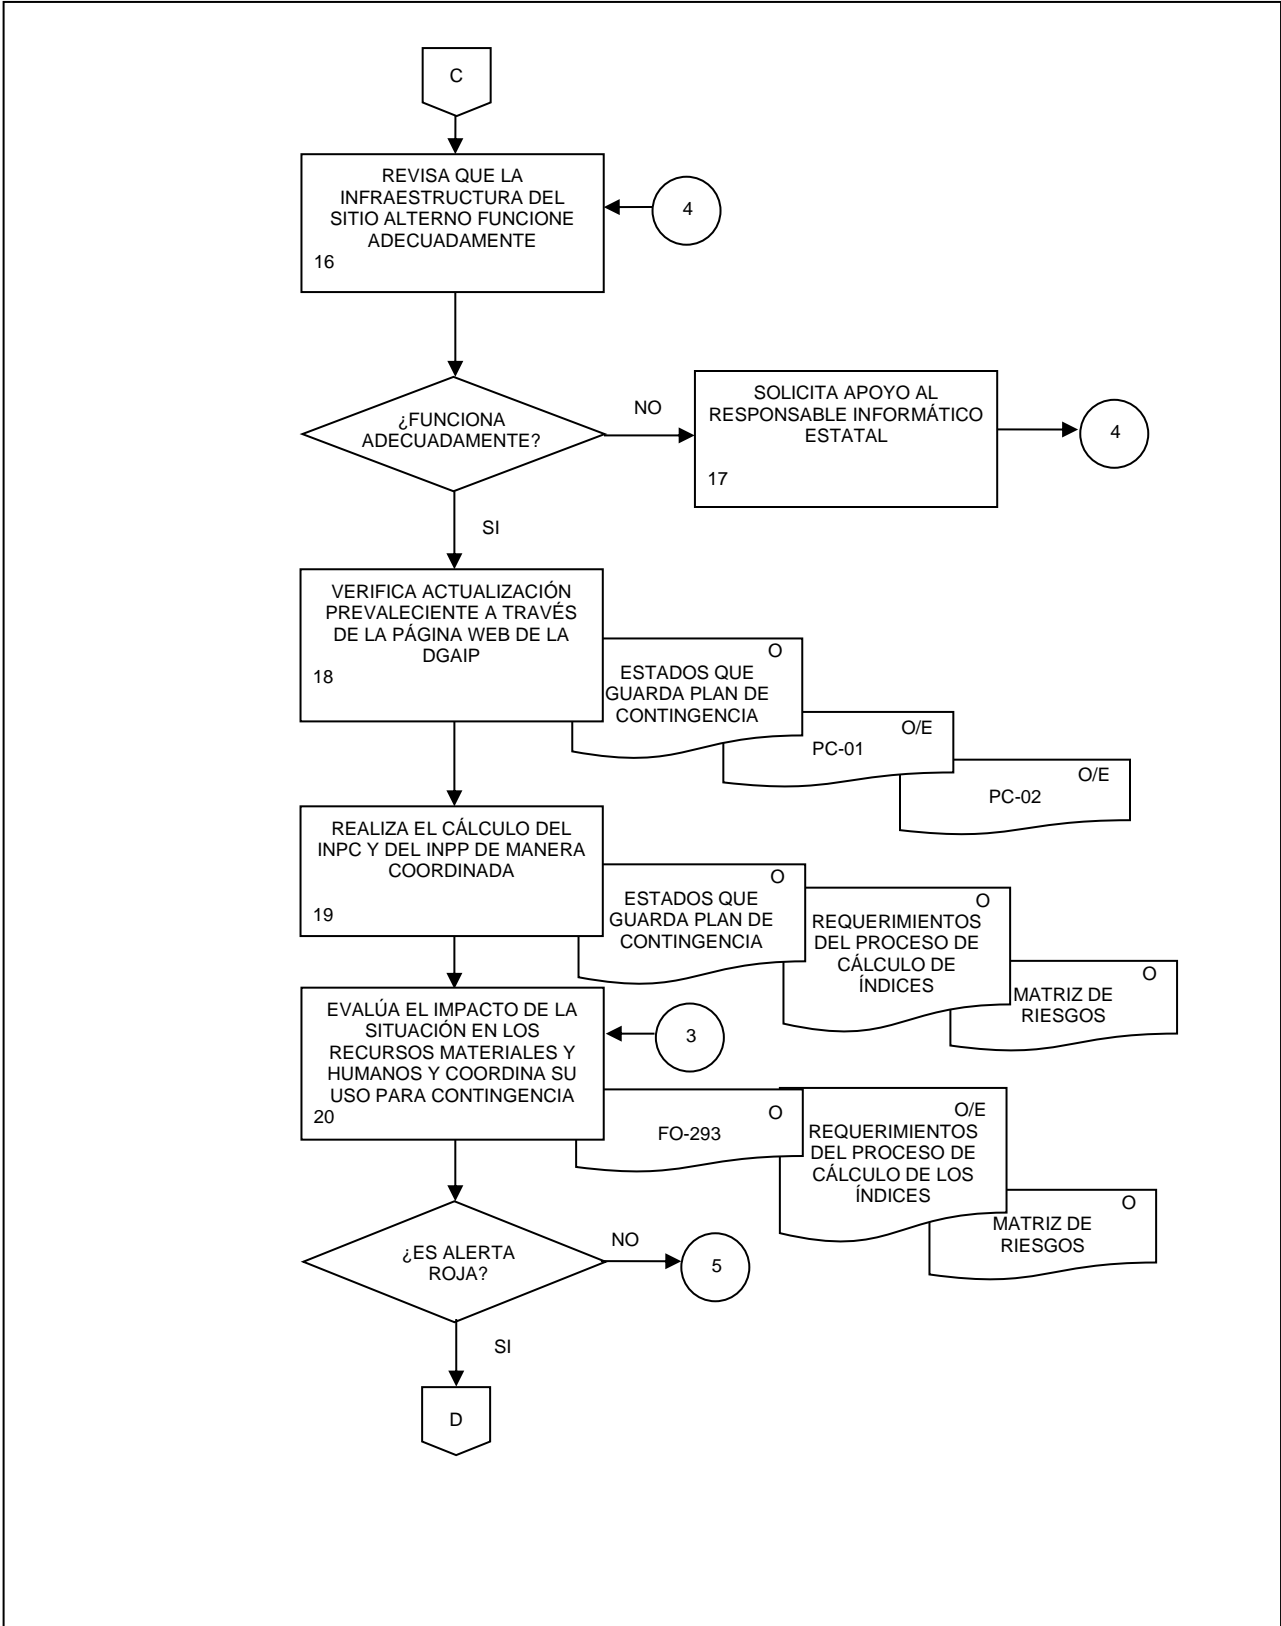 C
REVISA QUE LA
INFRAESTRUCTURA DEL
SITIO ALTERNO FUNCIONE
ADECUADAMENTE
16
4
¿FUNCIONA
ADECUADAMENTE?
NO
SOLICITA APOYO AL
RESPONSABLE INFORMÁTICO
ESTATAL
17
4
SI
VERIFICA ACTUALIZACIÓN
PREVALECIENTE A TRAVÉS
DE LA PÁGINA WEB DE LA
DGAIP
18
O
ESTADOS QUE
GUARDA PLAN DE
CONTINGENCIA
O/E
PC-01
O/E
PC-02
REALIZA EL CÁLCULO DEL
INPC Y DEL INPP DE MANERA
COORDINADA
19
O
ESTADOS QUE
GUARDA PLAN DE
CONTINGENCIA
O
REQUERIMIENTOS
DEL PROCESO DE
CÁLCULO DE
ÍNDICES
O
MATRIZ DE
RIESGOS
EVALÚA EL IMPACTO DE LA
SITUACIÓN EN LOS
RECURSOS MATERIALES Y
HUMANOS Y COORDINA SU
USO PARA CONTINGENCIA
20
3
O
FO-293
O/E
REQUERIMIENTOS
DEL PROCESO DE
CÁLCULO DE LOS
ÍNDICES
O
MATRIZ DE
RIESGOS
¿ES ALERTA
ROJA?
NO
5
SI
D